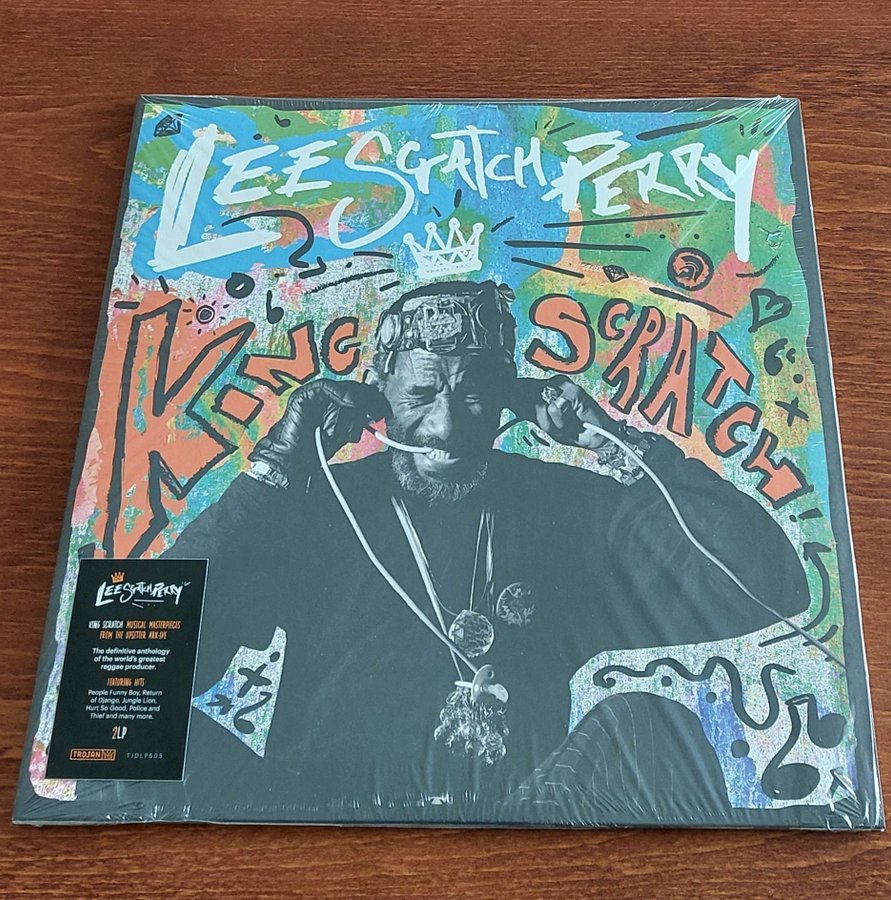 LEE SCRATCH PERRY
KING SCRATCH
LEE SCRATCH PERRY
KING SCRATCH MUSICAL MASTERPIECES
FROM THE UPSETTER ARK-IVE
The definitive anthology
of the world's greatest
reggae producer.
FEATURING HITS
People Funny Boy, Return
of Django, Jungle Lion,
Hurt So Good, Police and
Thief and many more.
2LP
TROJAN TJDLP605